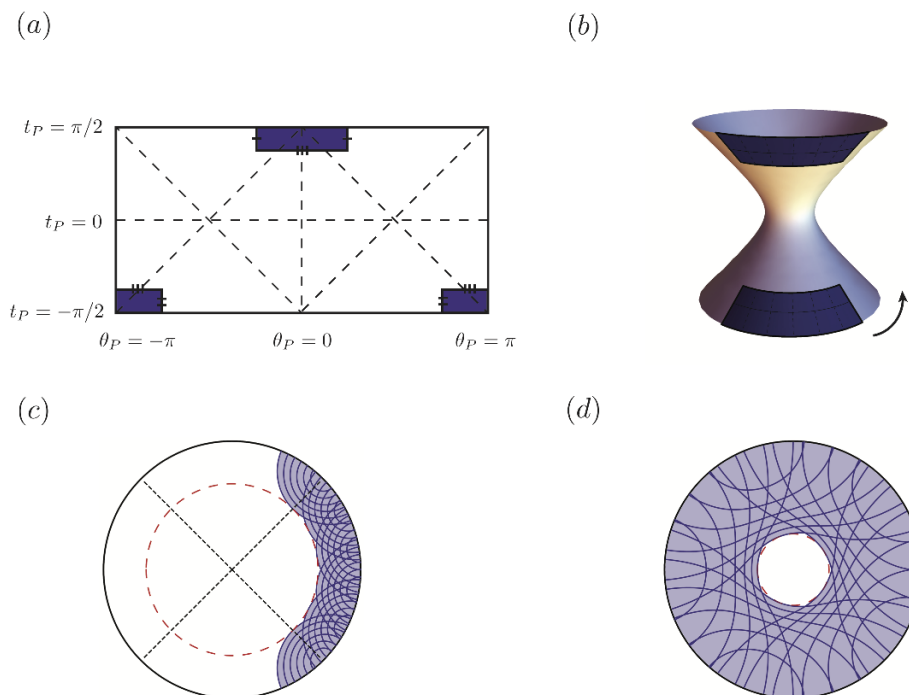 (a)
(b)
t_P = π/2
t_P = 0
t_P = −π/2
θ_P = −π
θ_P = 0
θ_P = π
(c)
(d)